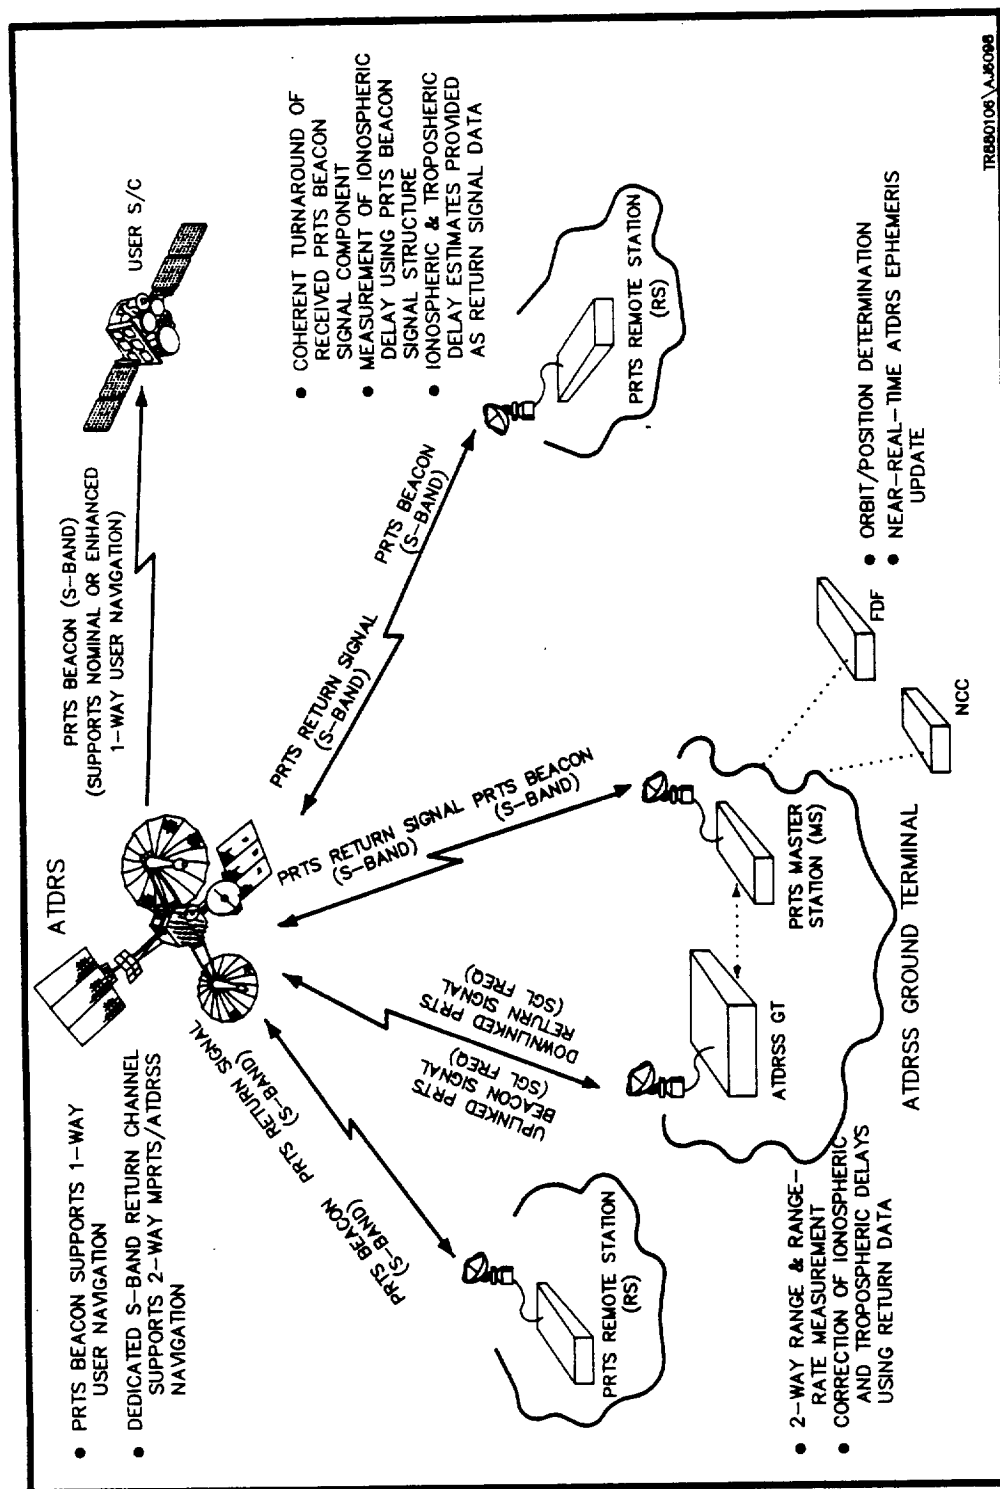 ATDRS
• PRTS BEACON SUPPORTS 1-WAY
USER NAVIGATION
• DEDICATED S-BAND RETURN CHANNEL
SUPPORTS 2-WAY MPRTS/ATDRSS
NAVIGATION
PRTS BEACON (S-BAND)
(SUPPORTS NOMINAL OR ENHANCED
1-WAY USER NAVIGATION)
USER S/C
• COHERENT TURNAROUND OF
RECEIVED PRTS BEACON
SIGNAL COMPONENT
• MEASUREMENT OF IONOSPHERIC
DELAY USING PRTS BEACON
SIGNAL STRUCTURE
• IONOSPHERIC & TROPOSHERIC
DELAY ESTIMATES PROVIDED
AS RETURN SIGNAL DATA
PRTS RETURN SIGNAL
(S-BAND)
PRTS BEACON
(S-BAND)
UPLINKED PRTS
BEACON SIGNAL
(SGL FREQ)
DOWNLINKED PRTS
RETURN SIGNAL
(SGL FREQ)
PRTS RETURN SIGNAL PRTS BEACON
(S-BAND) (S-BAND)
PRTS RETURN SIGNAL
(S-BAND)
PRTS BEACON
(S-BAND)
PRTS REMOTE STATION
(RS)
PRTS REMOTE STATION
(RS)
ATDRSS GT
PRTS MASTER
STATION (MS)
ATDRSS GROUND TERMINAL
NCC
FDF
• 2-WAY RANGE & RANGE-
RATE MEASUREMENT
• CORRECTION OF IONOSPHERIC
AND TROPOSPHERIC DELAYS
USING RETURN DATA
• ORBIT/POSITION DETERMINATION
• NEAR-REAL-TIME ATDRS EPHEMERIS
UPDATE
TR880106\AJ6098